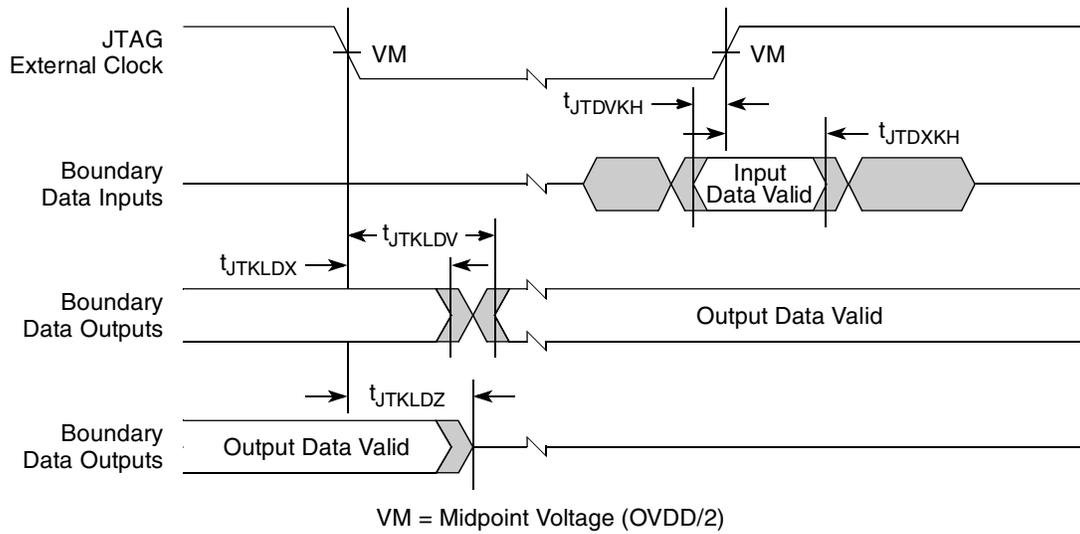 JTAG
External Clock
VM
VM
tJTDVKH
tJTDXKH
Boundary
Data Inputs
Input
Data Valid
tJTKLDV
tJTKLDX
Boundary
Data Outputs
Output Data Valid
tJTKLDZ
Boundary
Data Outputs
Output Data Valid
VM = Midpoint Voltage (OVDD/2)